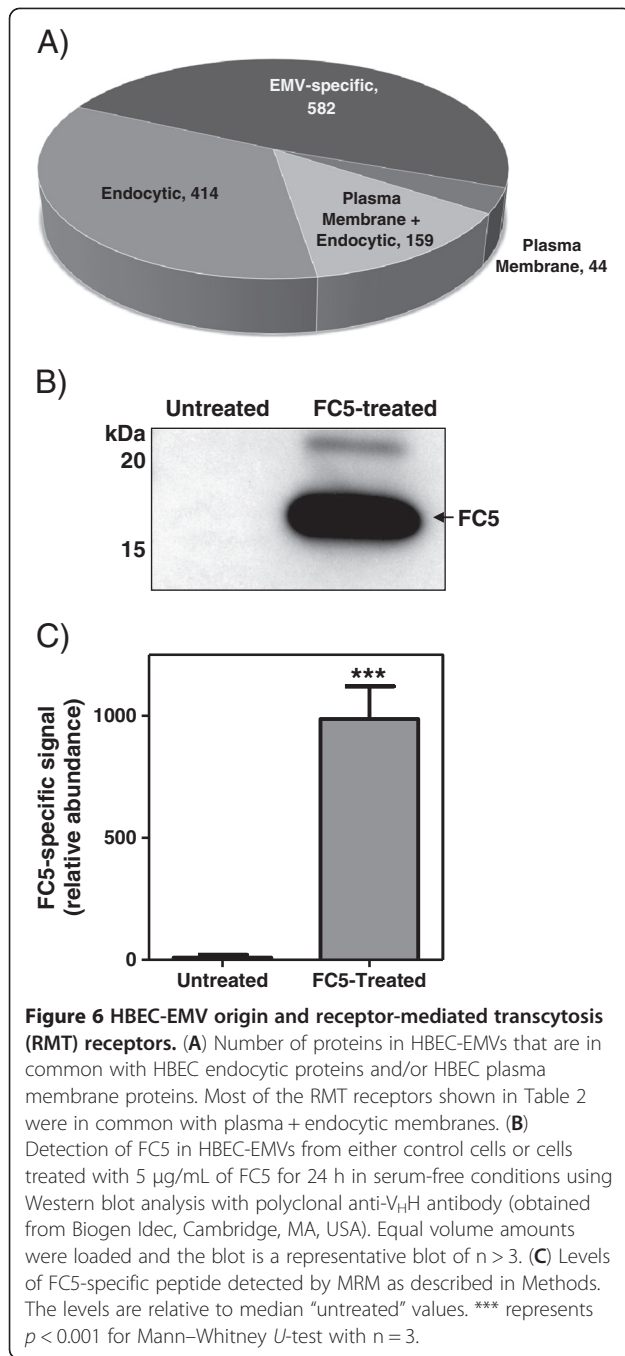 A)
EMV-specific,
582
Endocytic, 414
Plasma
Membrane +
Endocytic, 159
Plasma
Membrane, 44
B)
Untreated FC5-treated
kDa
20
FC5
15
C)
***
FC5-specific signal
(relative abundance)
1000
500
0
Untreated FC5-Treated
Figure 6 HBEC-EMV origin and receptor-mediated transcytosis
(RMT) receptors. (A) Number of proteins in HBEC-EMVs that are in
common with HBEC endocytic proteins and/or HBEC plasma
membrane proteins. Most of the RMT receptors shown in Table 2
were in common with plasma + endocytic membranes. (B)
Detection of FC5 in HBEC-EMVs from either control cells or cells
treated with 5 μg/mL of FC5 for 24 h in serum-free conditions using
Western blot analysis with polyclonal anti-VHH antibody (obtained
from Biogen Idec, Cambridge, MA, USA). Equal volume amounts
were loaded and the blot is a representative blot of n > 3. (C) Levels
of FC5-specific peptide detected by MRM as described in Methods.
The levels are relative to median “untreated” values. *** represents
p < 0.001 for Mann–Whitney U-test with n = 3.